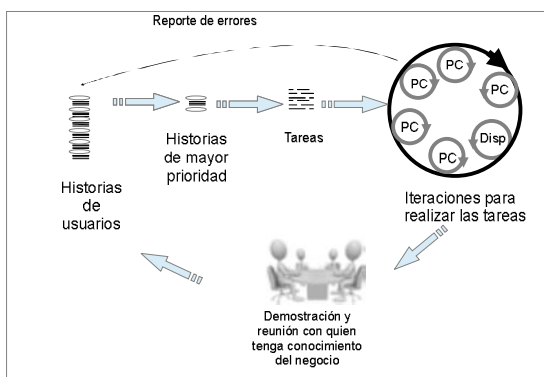 Reporte de errores
PC
PC
PC
PC
Disp
PC
Historias
de mayor
prioridad
Tareas
Historias
de
usuarios
Iteraciones para
realizar las tareas
Demostración y
reunión con quien
tenga conocimiento
del negocio